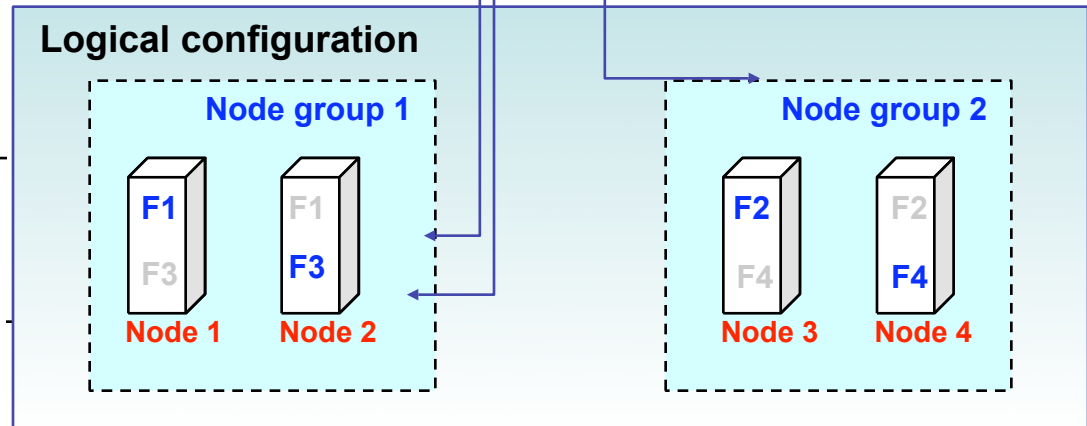 Logical configuration
Node group 1
F1
F3
Node 1
F1
F3
Node 2
Node group 2
F2
F4
Node 3
F2
F4
Node 4